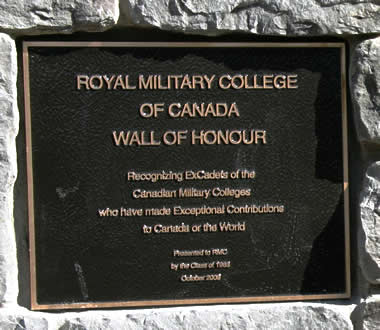 ROYAL MILITARY COLLEGE
OF CANADA
WALL OF HONOUR
Recognizing ExCadets of the
Canadian Military Colleges
who have made Exceptional Contributions
to Canada or the World
Presented to RMC
by the Class of
October